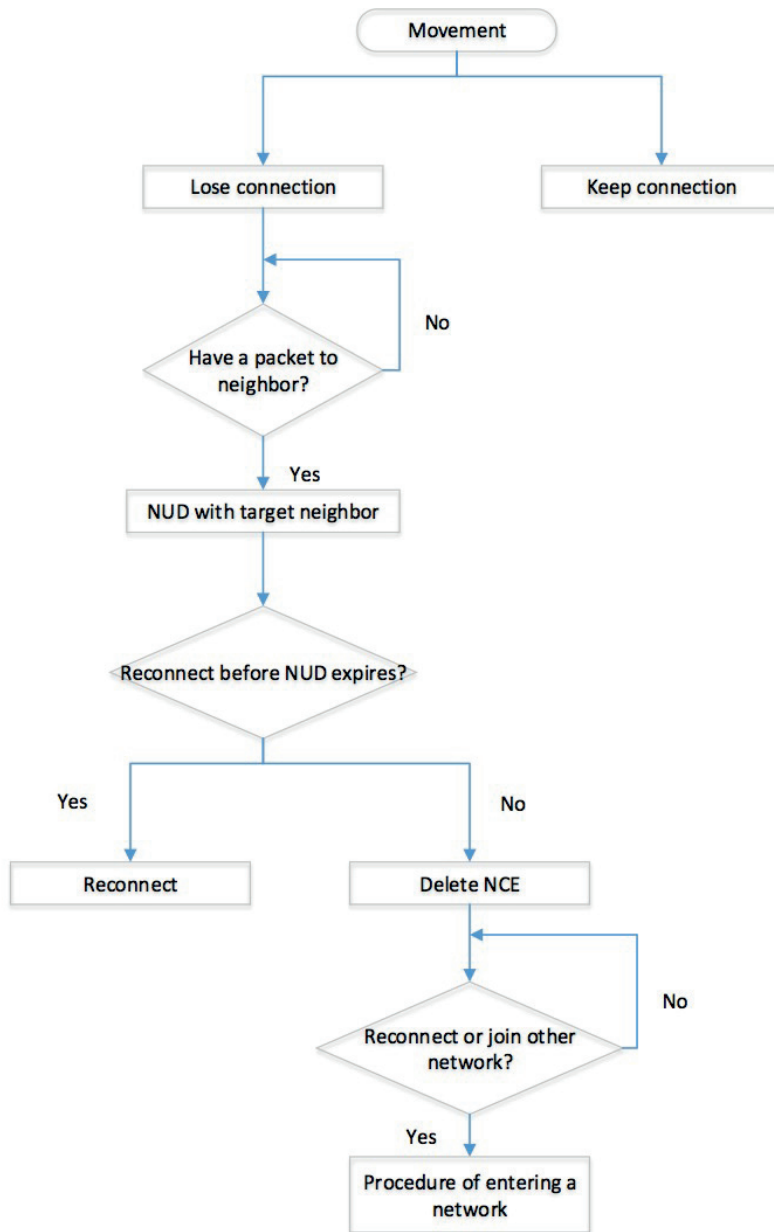 Movement
Lose connection
Keep connection
No
Have a packet to
neighbor?
Yes
NUD with target neighbor
Reconnect before NUD expires?
Yes
No
Reconnect
Delete NCE
No
Reconnect or join other
network?
Yes
Procedure of entering a
network